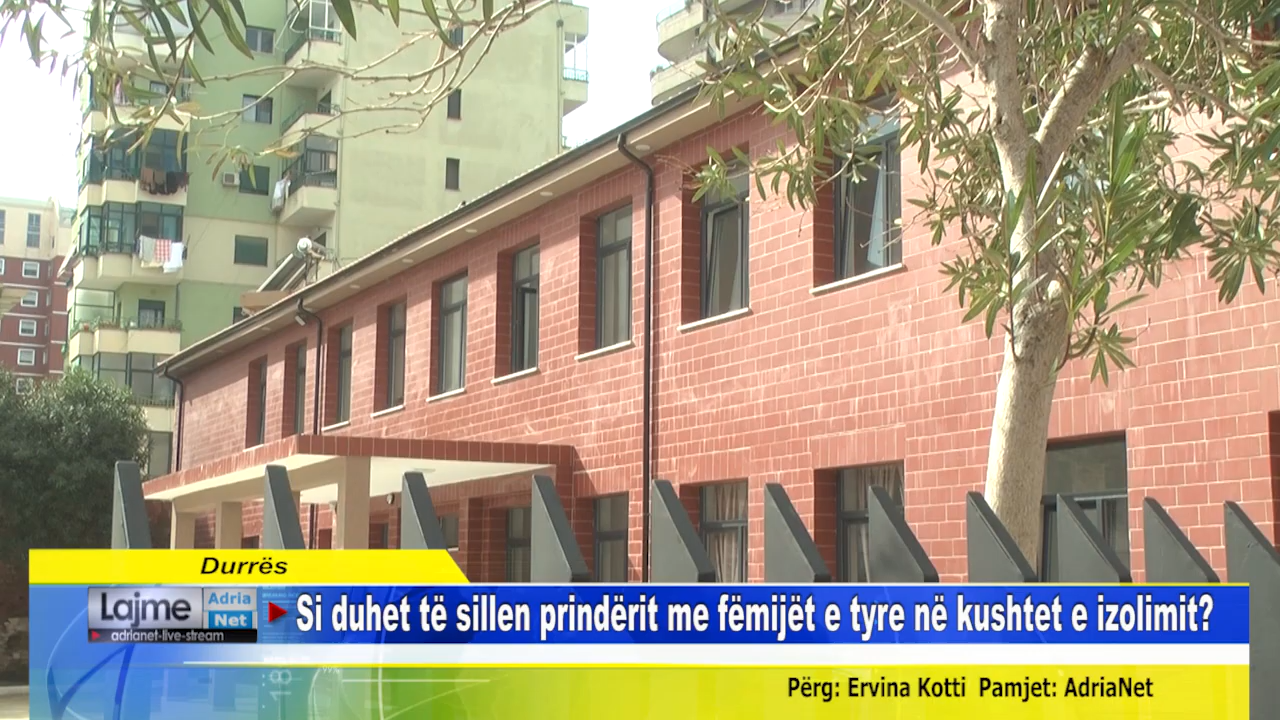 Durrës
Lajme Adria Net
adrianet-live-stream
Si duhet të sillen prindërit me fëmijët e tyre në kushtet e izolimit?
Përg: Ervina Kotti Pamjet: AdriaNet